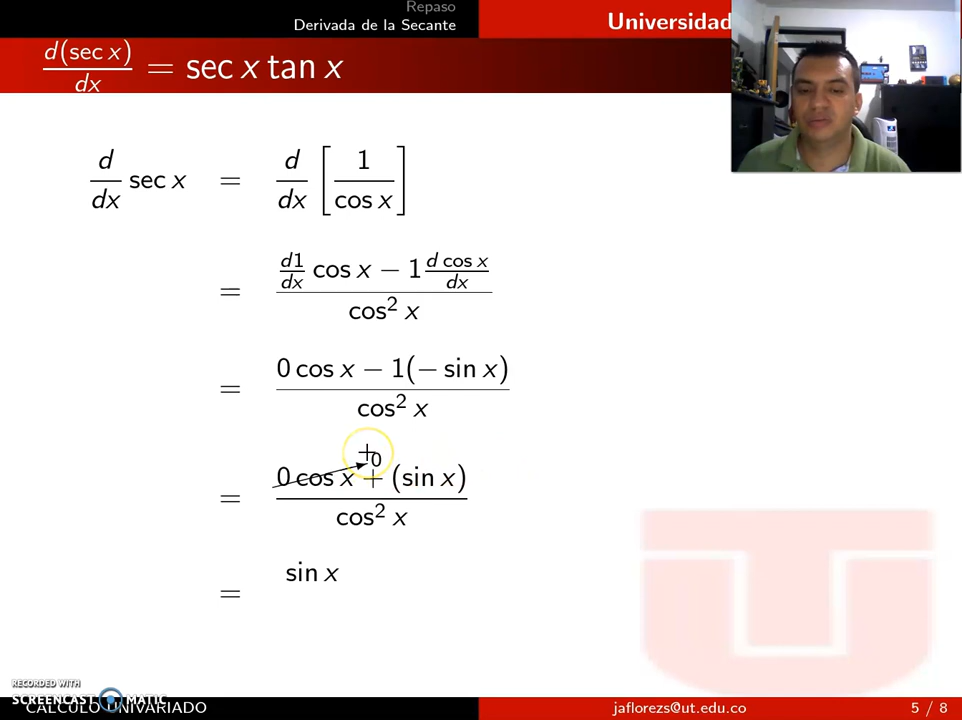 Repaso
Derivada de la Secante
Universidad
d(sec x)/dx = sec x tan x
d/dx sec x = d/dx [1/cos x]
= (d1/dx cos x − 1 d cos x/dx)/cos² x
= (0 cos x − 1(− sin x))/cos² x
0
= (0 cos x + (sin x))/cos² x
sin x
=
RECORDED WITH
SCREENCAST MATIC
CALCULO UNIVARIADO
jaflorezs@ut.edu.co
5 / 8